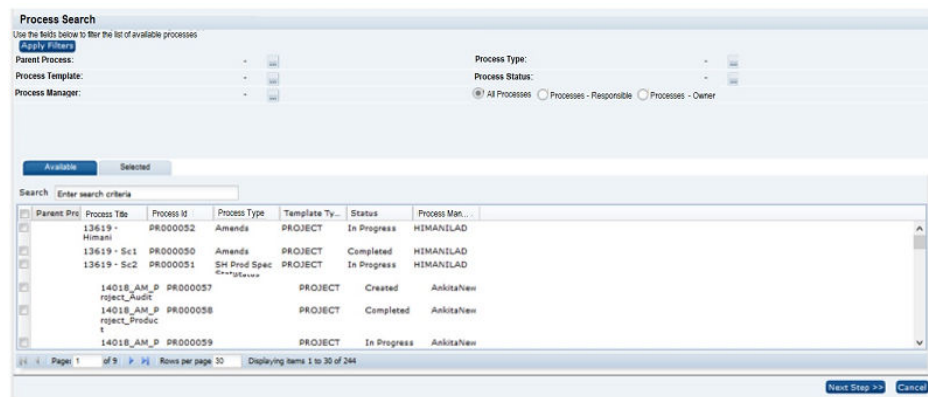 Process Search
Use the fields below to filter the list of available processes
Apply Filters
Parent Process: - ...
Process Type: - ...
Process Template: - ...
Process Status: - ...
Process Manager: - ...
All Processes Processes - Responsible Processes - Owner
Available Selected
Search Enter search criteria
Parent Pro Process Title Process Id Process Type Template Ty... Status Process Man...
13619 - PR000052 Amends PROJECT In Progress HIMANILAD
Himani
13619 - Sc1 PR000050 Amends PROJECT Completed HIMANILAD
13619 - Sc2 PR000051 SH Prod Spec PROJECT In Progress HIMANILAD
14018_AM_P PR000057 PROJECT Created AnkitaNew
roject_Audit
14018_AM_P PR000058 PROJECT Completed AnkitaNew
roject_Produc
t
14018_AM_P PR000059 PROJECT In Progress AnkitaNew
Page: 1 of 9 Rows per page 30 Displaying items 1 to 30 of 244
Next Step >> Cancel